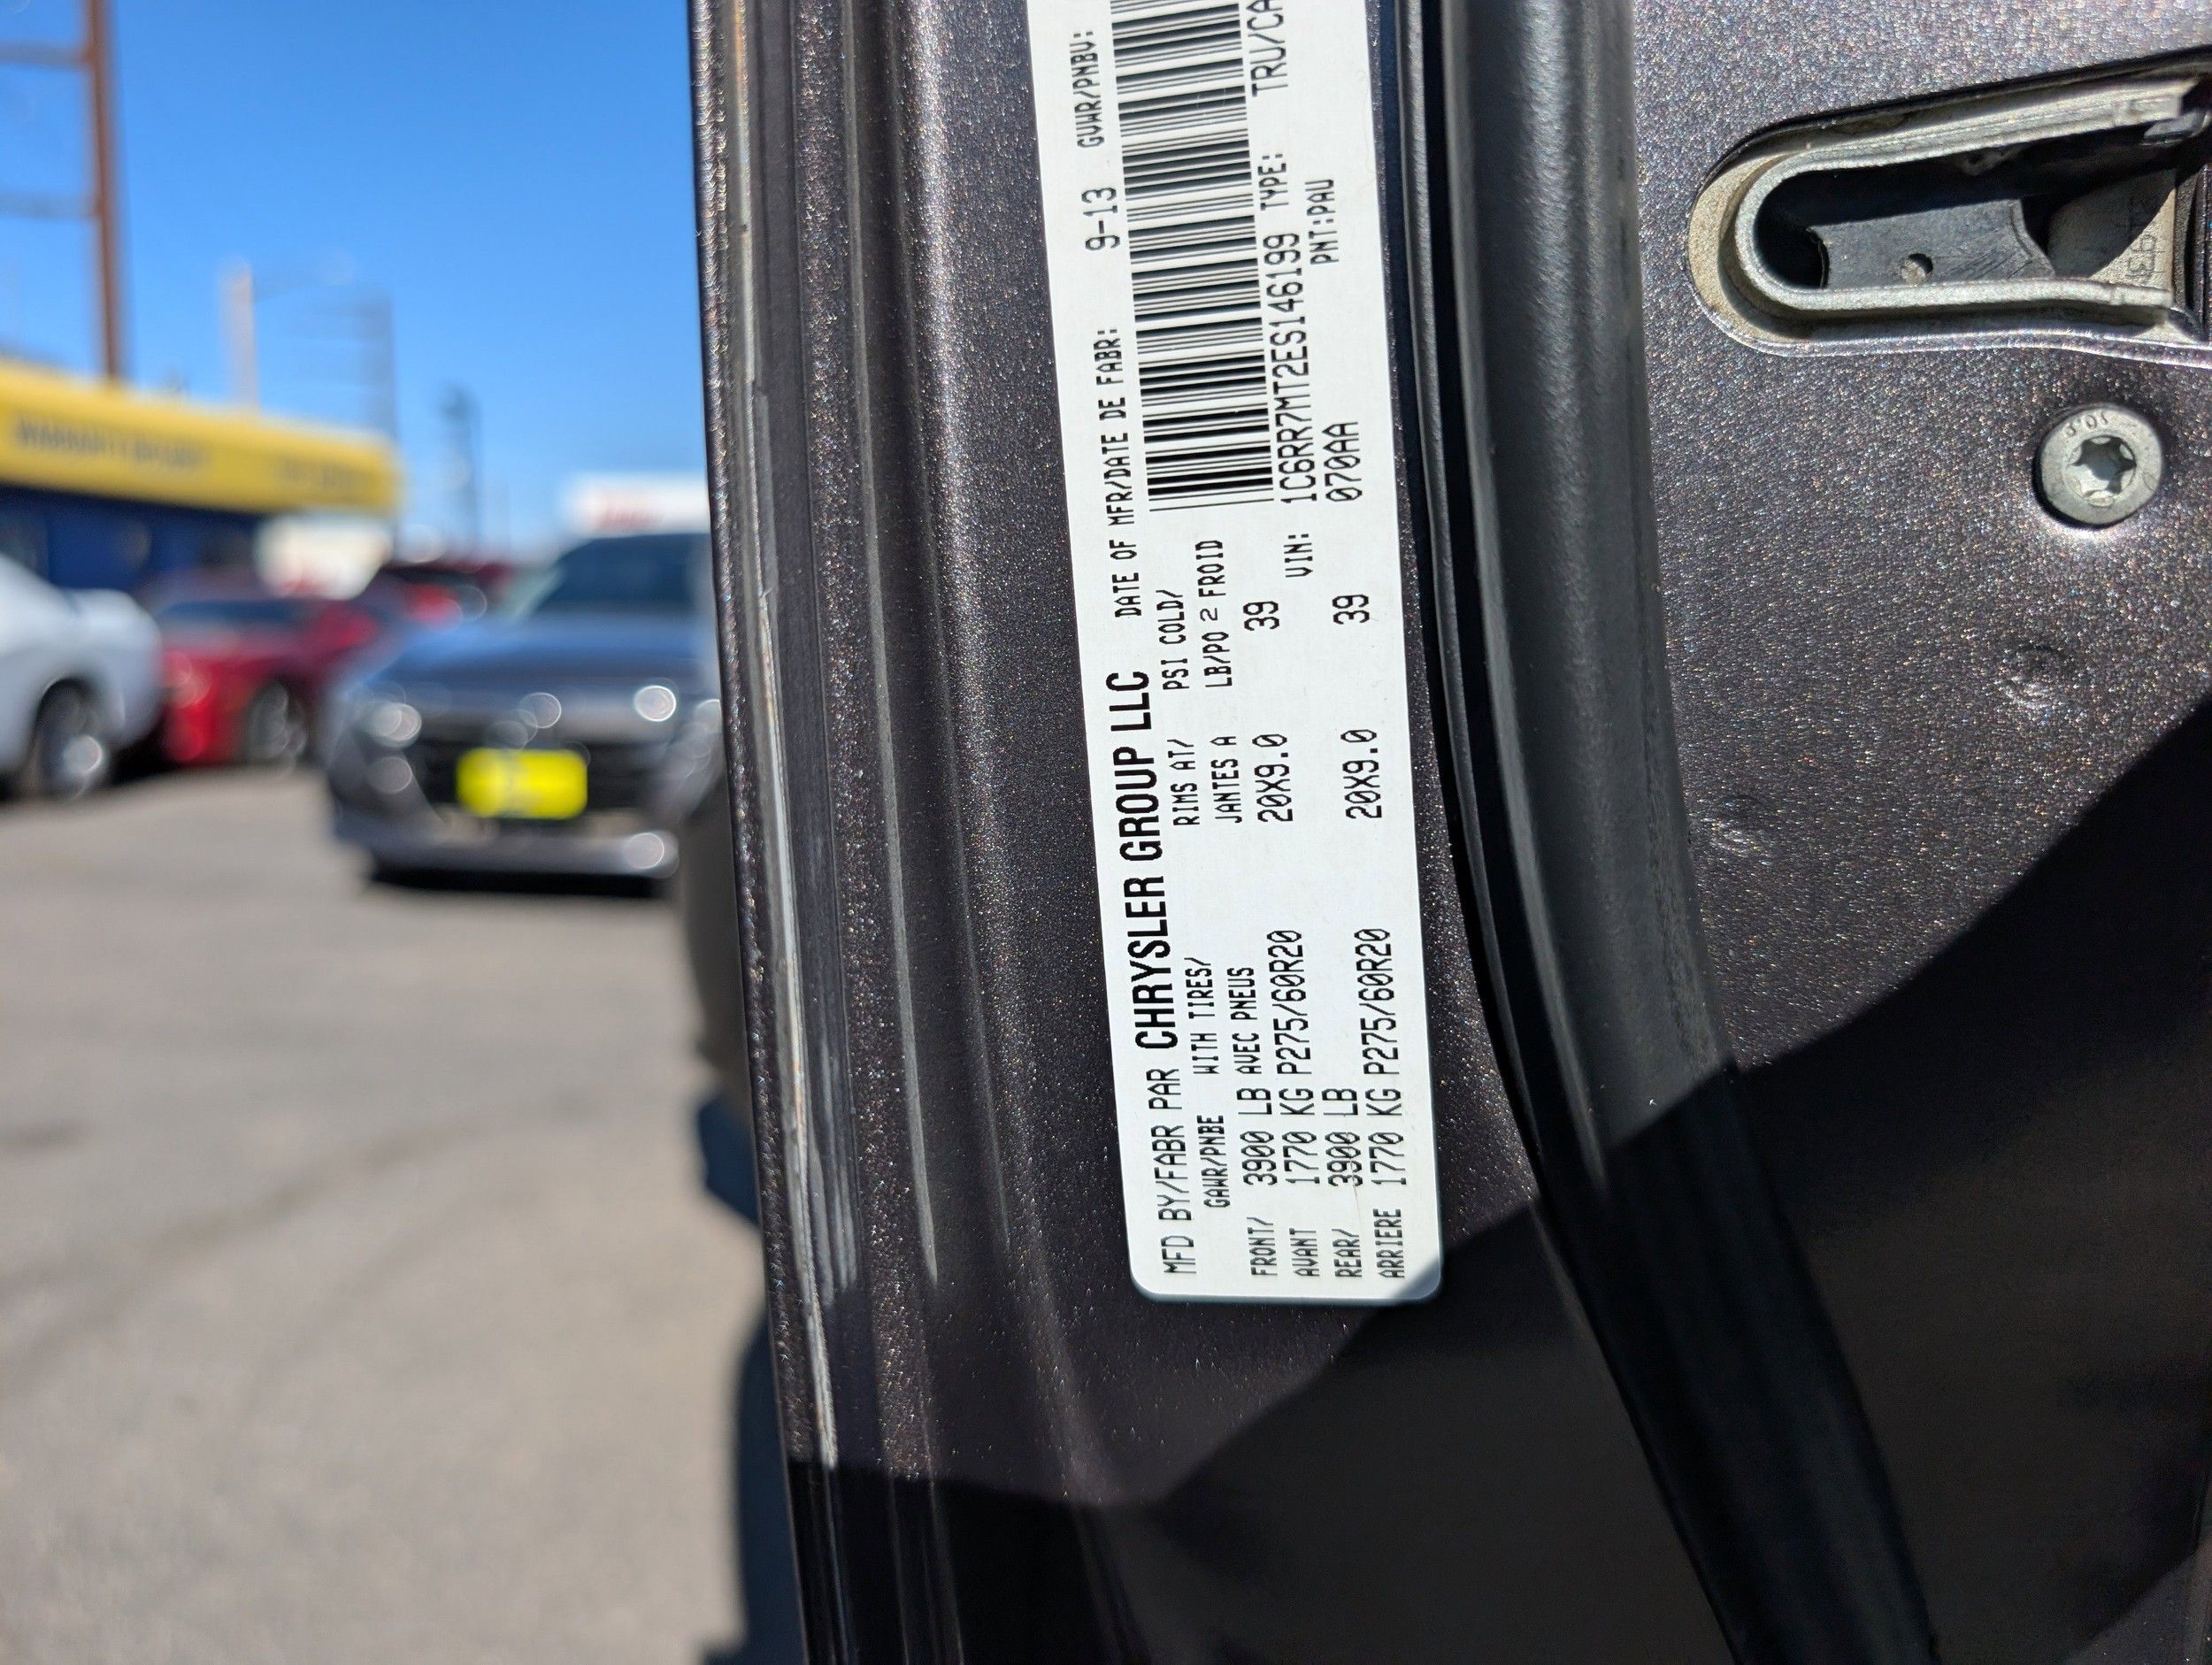 MFD BY/FABR PAR CHRYSLER GROUP LLC DATE OF MFR/DATE DE FABR: 9-13 GVWR/PNBV:
GAWR/PNBE WITH TIRES/ RIMS AT/ PSI COLD/
AVEC PNEUS JANTES A LB/PO 2 FROID
FRONT/ 3900 LB
AVANT 1770 KG P275/60R20 20X9.0 39
REAR/ 3900 LB
ARRIERE 1770 KG P275/60R20 20X9.0 39
VIN: 1C6RR7MT2ES146199 TYPE: TRU/CA
070AA PNT:PAU